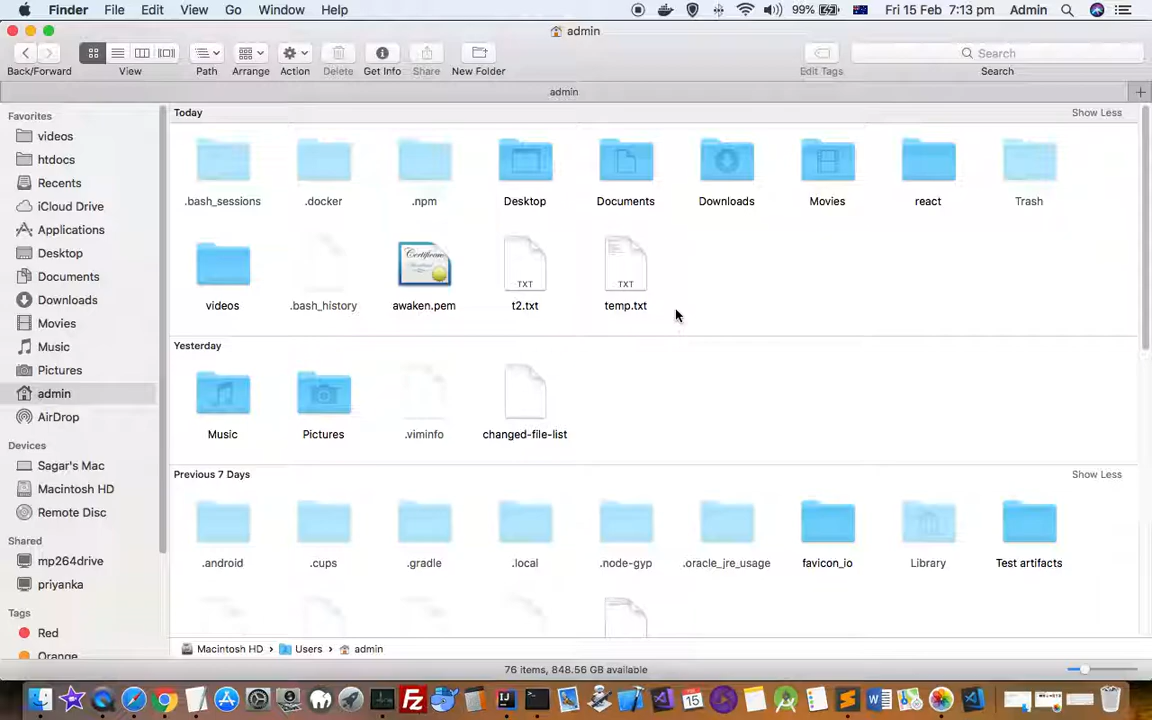 Finder File Edit View Go Window Help 99% Fri 15 Feb 7:13 pm Admin
admin
Back/Forward View Path Arrange Action Delete Get Info Share New Folder Edit Tags Search
Search
admin
Favorites
videos
htdocs
Recents
iCloud Drive
Applications
Desktop
Documents
Downloads
Movies
Music
Pictures
admin
AirDrop
Devices
Sagar's Mac
Macintosh HD
Remote Disc
Shared
mp264drive
priyanka
Tags
Red
Orange
Today Show Less
.bash_sessions .docker .npm Desktop Documents Downloads Movies react Trash
TXT TXT
videos .bash_history awaken.pem t2.txt temp.txt
Yesterday
Music Pictures .viminfo changed-file-list
Previous 7 Days Show Less
.android .cups .gradle .local .node-gyp .oracle_jre_usage favicon_io Library Test artifacts
Macintosh HD Users admin
76 items, 848.56 GB available
15